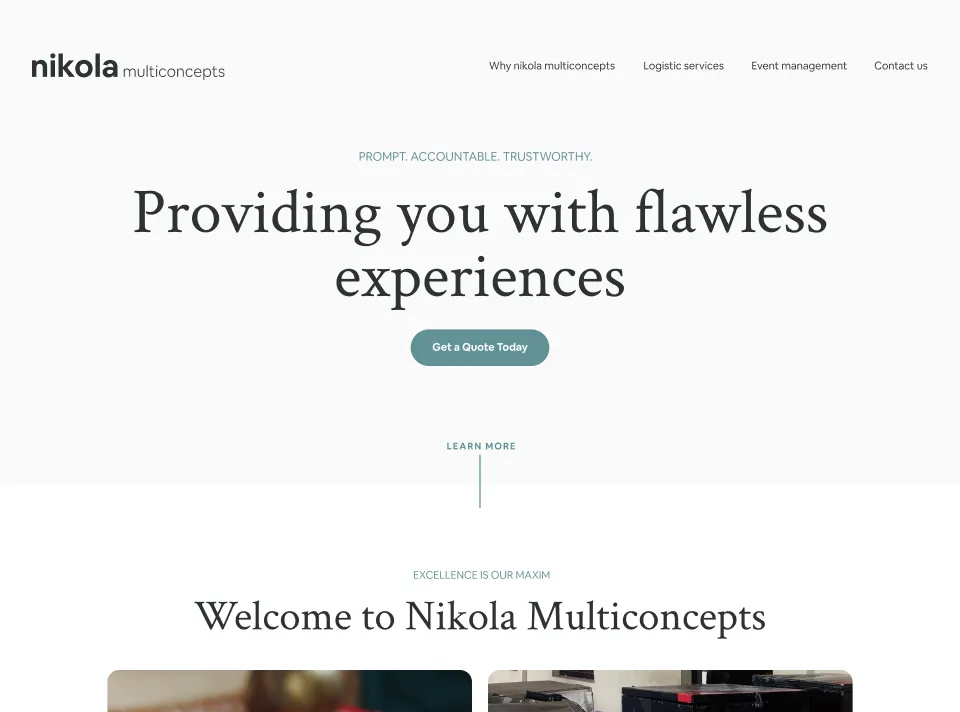 nikola multiconcepts
Why nikola multiconcepts
Logistic services
Event management
Contact us
PROMPT. ACCOUNTABLE. TRUSTWORTHY.
Providing you with flawless
experiences
Get a Quote Today
LEARN MORE
EXCELLENCE IS OUR MAXIM
Welcome to Nikola Multiconcepts